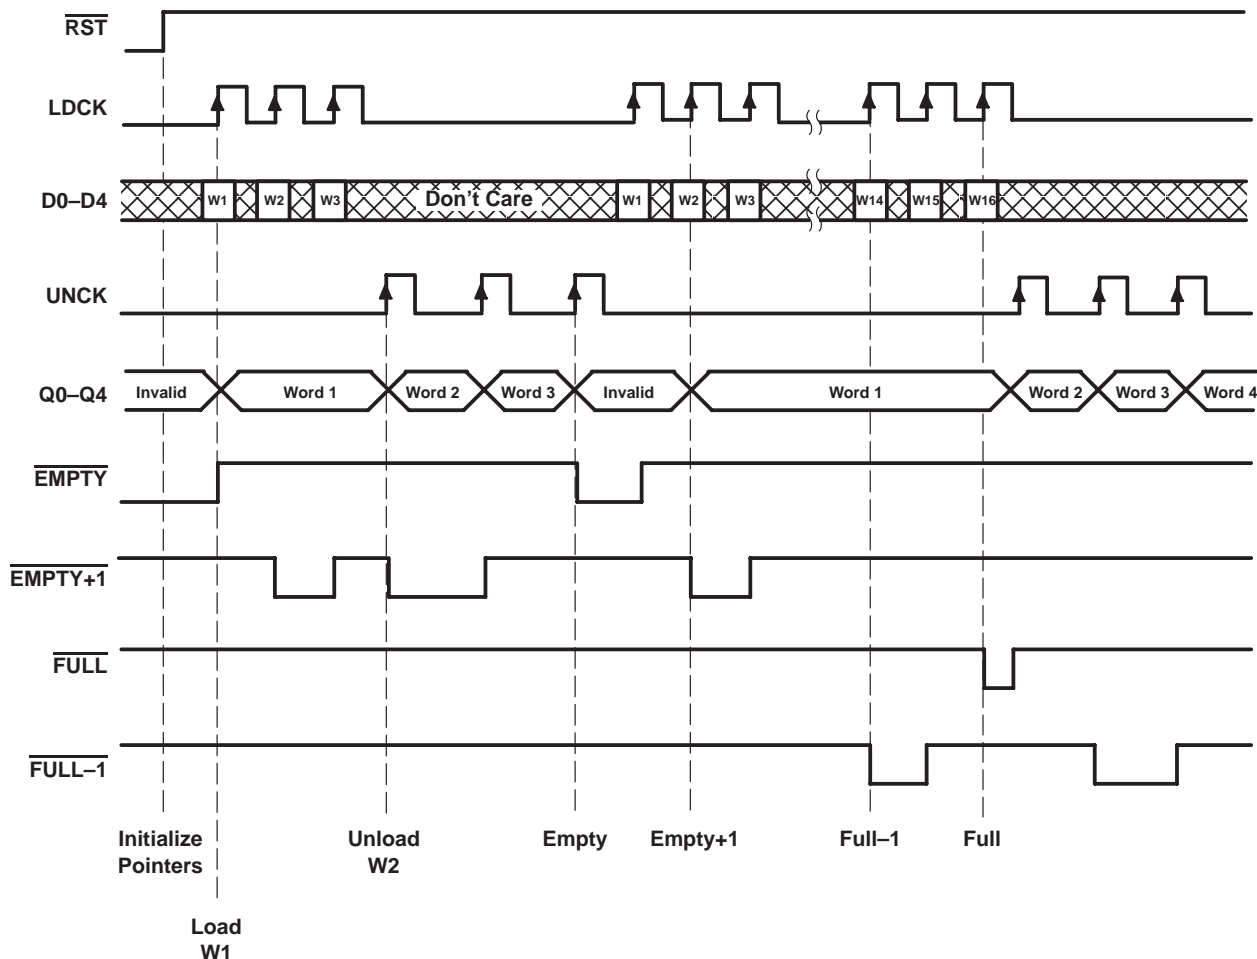 RST
LDCK
D0–D4
W1 W2 W3 Don't Care W1 W2 W3 W14 W15 W16
UNCK
Q0–Q4
Invalid Word 1 Word 2 Word 3 Invalid Word 1 Word 2 Word 3 Word 4
EMPTY
EMPTY+1
FULL
FULL–1
Initialize
Pointers
Load
W1
Unload
W2
Empty
Empty+1
Full–1
Full